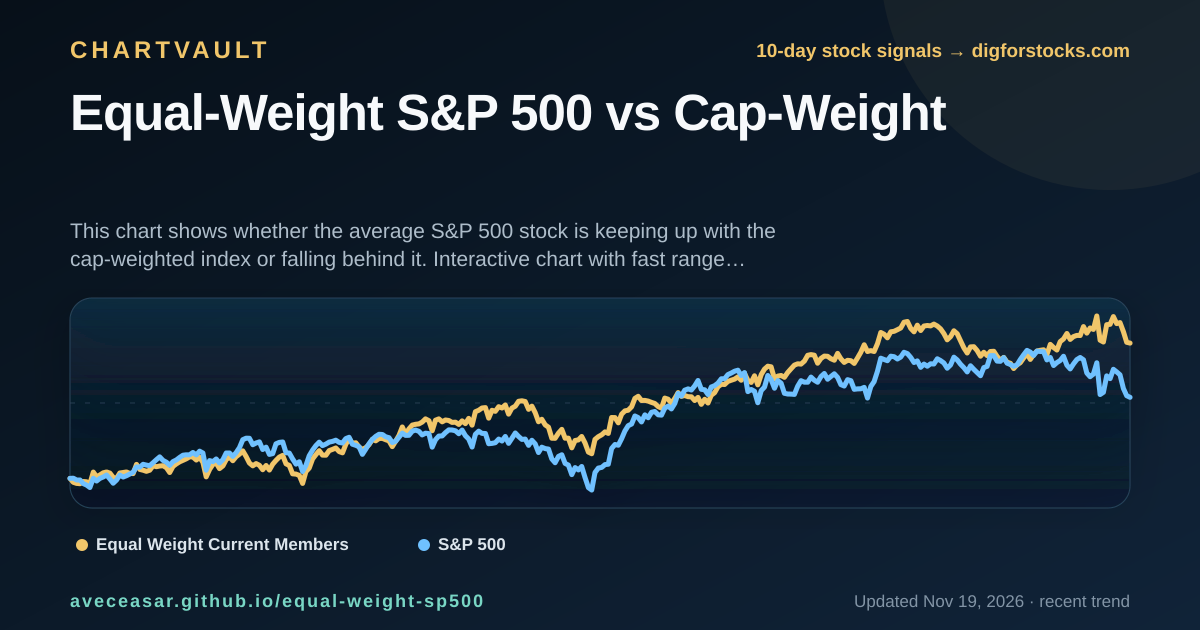 CHARTVAULT
10-day stock signals → digforstocks.com
Equal-Weight S&P 500 vs Cap-Weight
This chart shows whether the average S&P 500 stock is keeping up with the
cap-weighted index or falling behind it. Interactive chart with fast range…
Equal Weight Current Members
S&P 500
aveceasar.github.io/equal-weight-sp500
Updated Nov 19, 2026 · recent trend